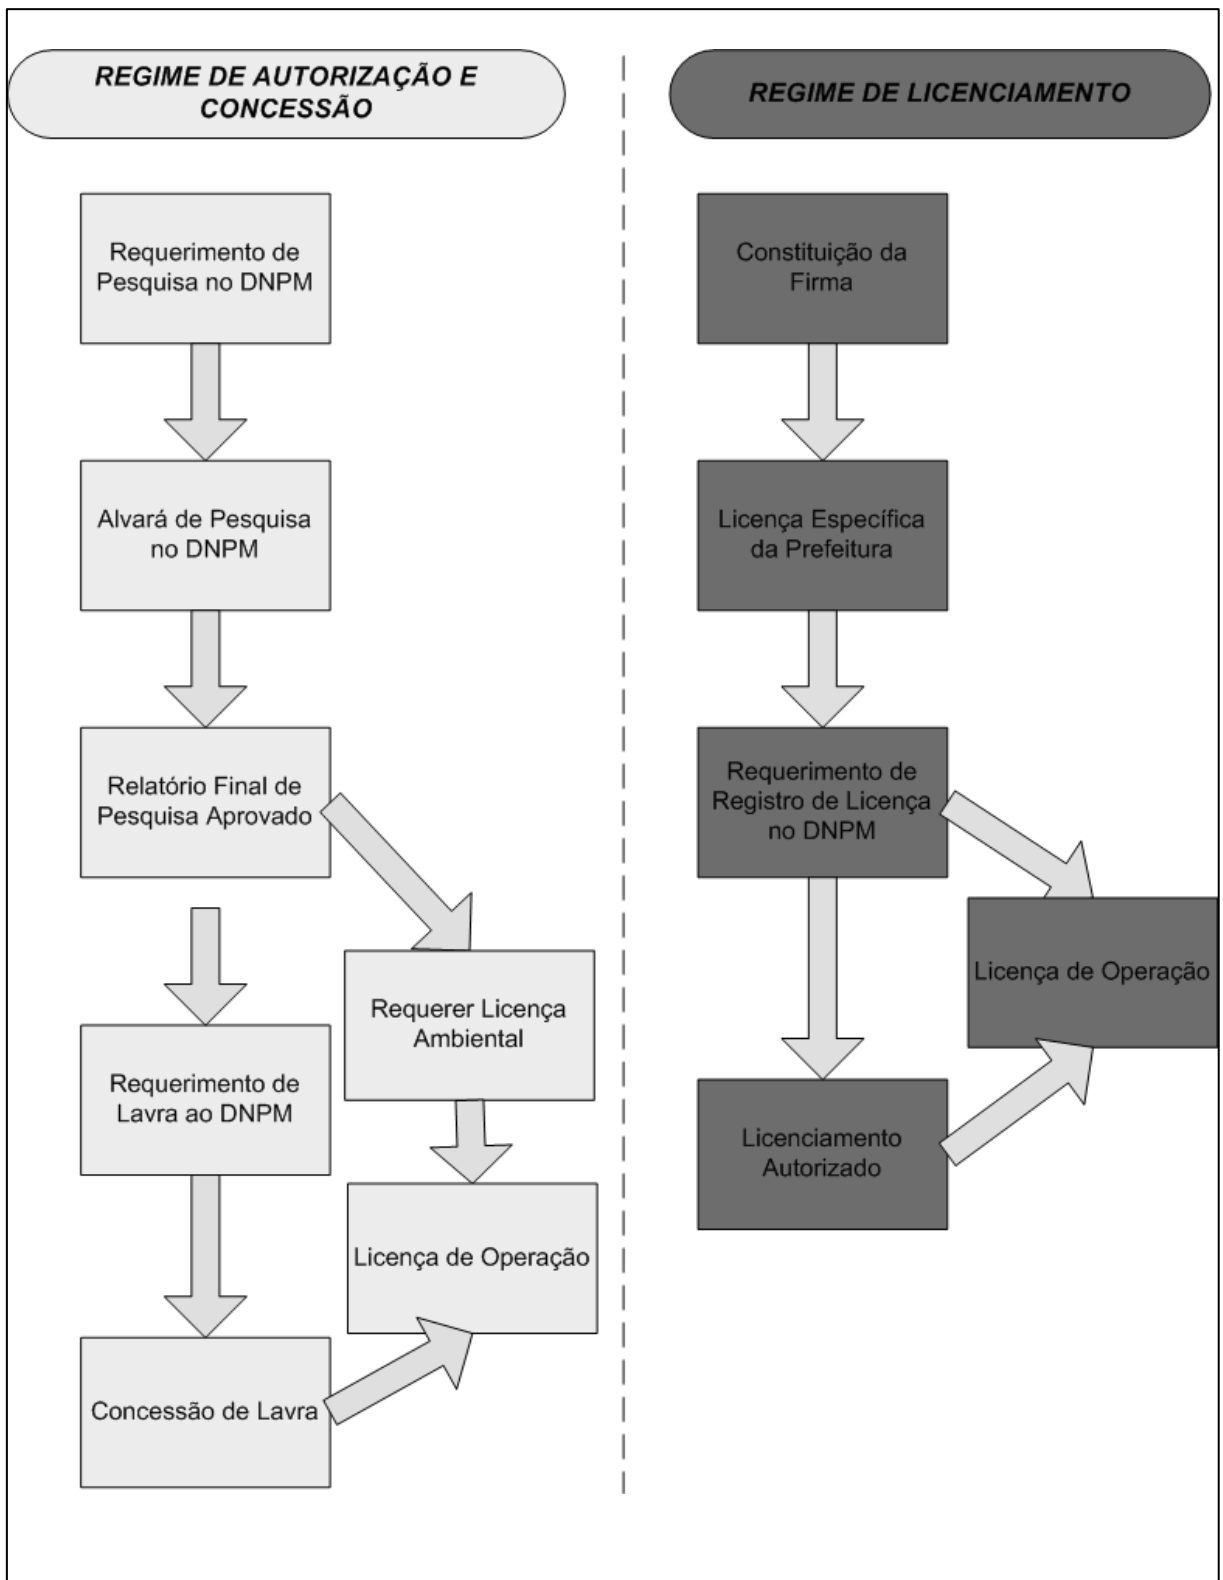 REGIME DE AUTORIZAÇÃO E
CONCESSÃO
Requerimento de
Pesquisa no DNPM
Alvará de Pesquisa
no DNPM
Relatório Final de
Pesquisa Aprovado
Requerer Licença
Ambiental
Requerimento de
Lavra ao DNPM
Licença de Operação
Concessão de Lavra
REGIME DE LICENCIAMENTO
Constituição da
Firma
Licença Específica
da Prefeitura
Requerimento de
Registro de Licença
no DNPM
Licença de Operação
Licenciamento
Autorizado